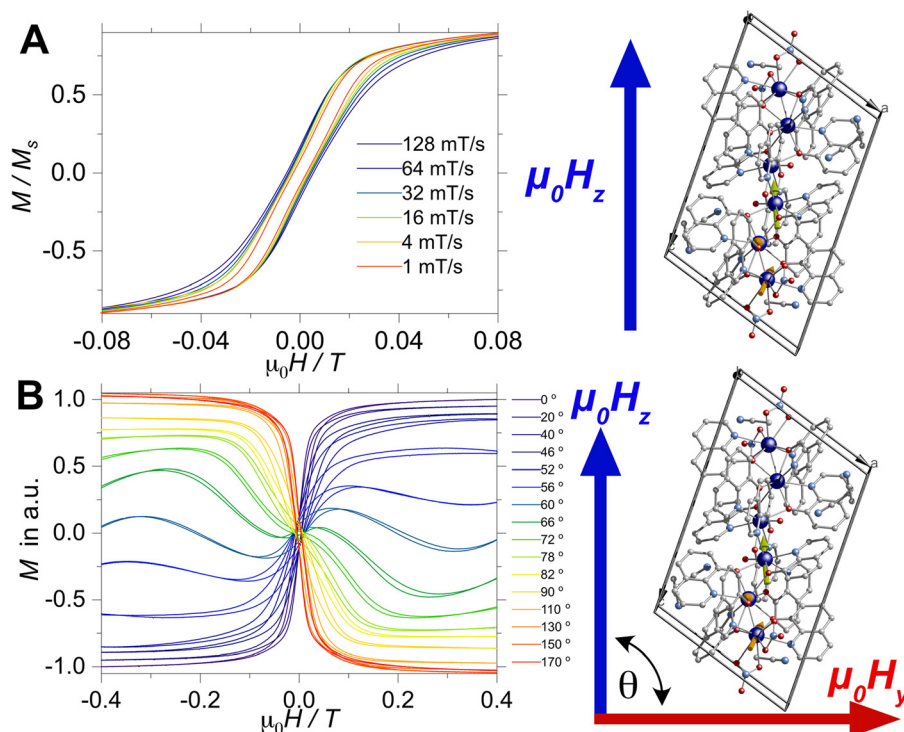 A
M / Mₛ
0.5
0.0
-0.5
-0.08
-0.04
0.00
0.04
0.08
μ₀H / T
128 mT/s
64 mT/s
32 mT/s
16 mT/s
4 mT/s
1 mT/s
μ₀H_z
a
B
M in a.u.
1.0
0.5
0.0
-0.5
-1.0
-0.4
-0.2
0.0
0.2
0.4
μ₀H / T
0 º
20 º
40 º
46 º
52 º
56 º
60 º
66 º
72 º
78 º
82 º
90 º
110 º
130 º
150 º
170 º
μ₀H_z
a
θ
μ₀H_y